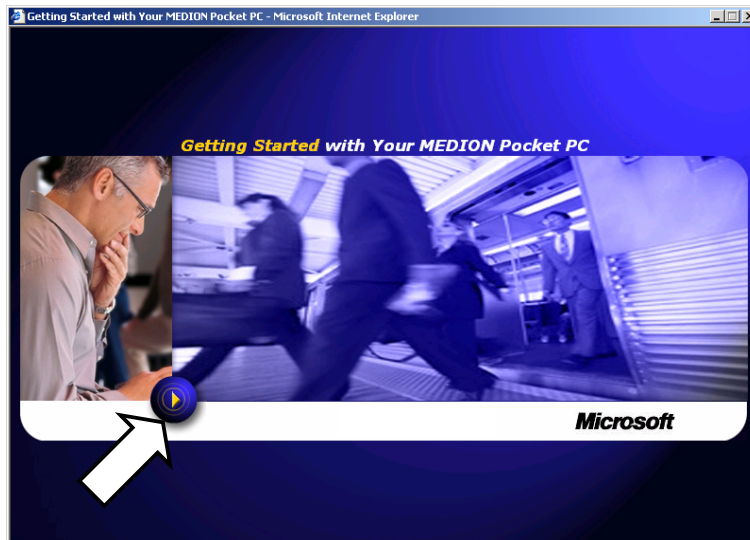 Getting Started with Your MEDION Pocket PC - Microsoft Internet Explorer
Getting Started with Your MEDION Pocket PC
Microsoft